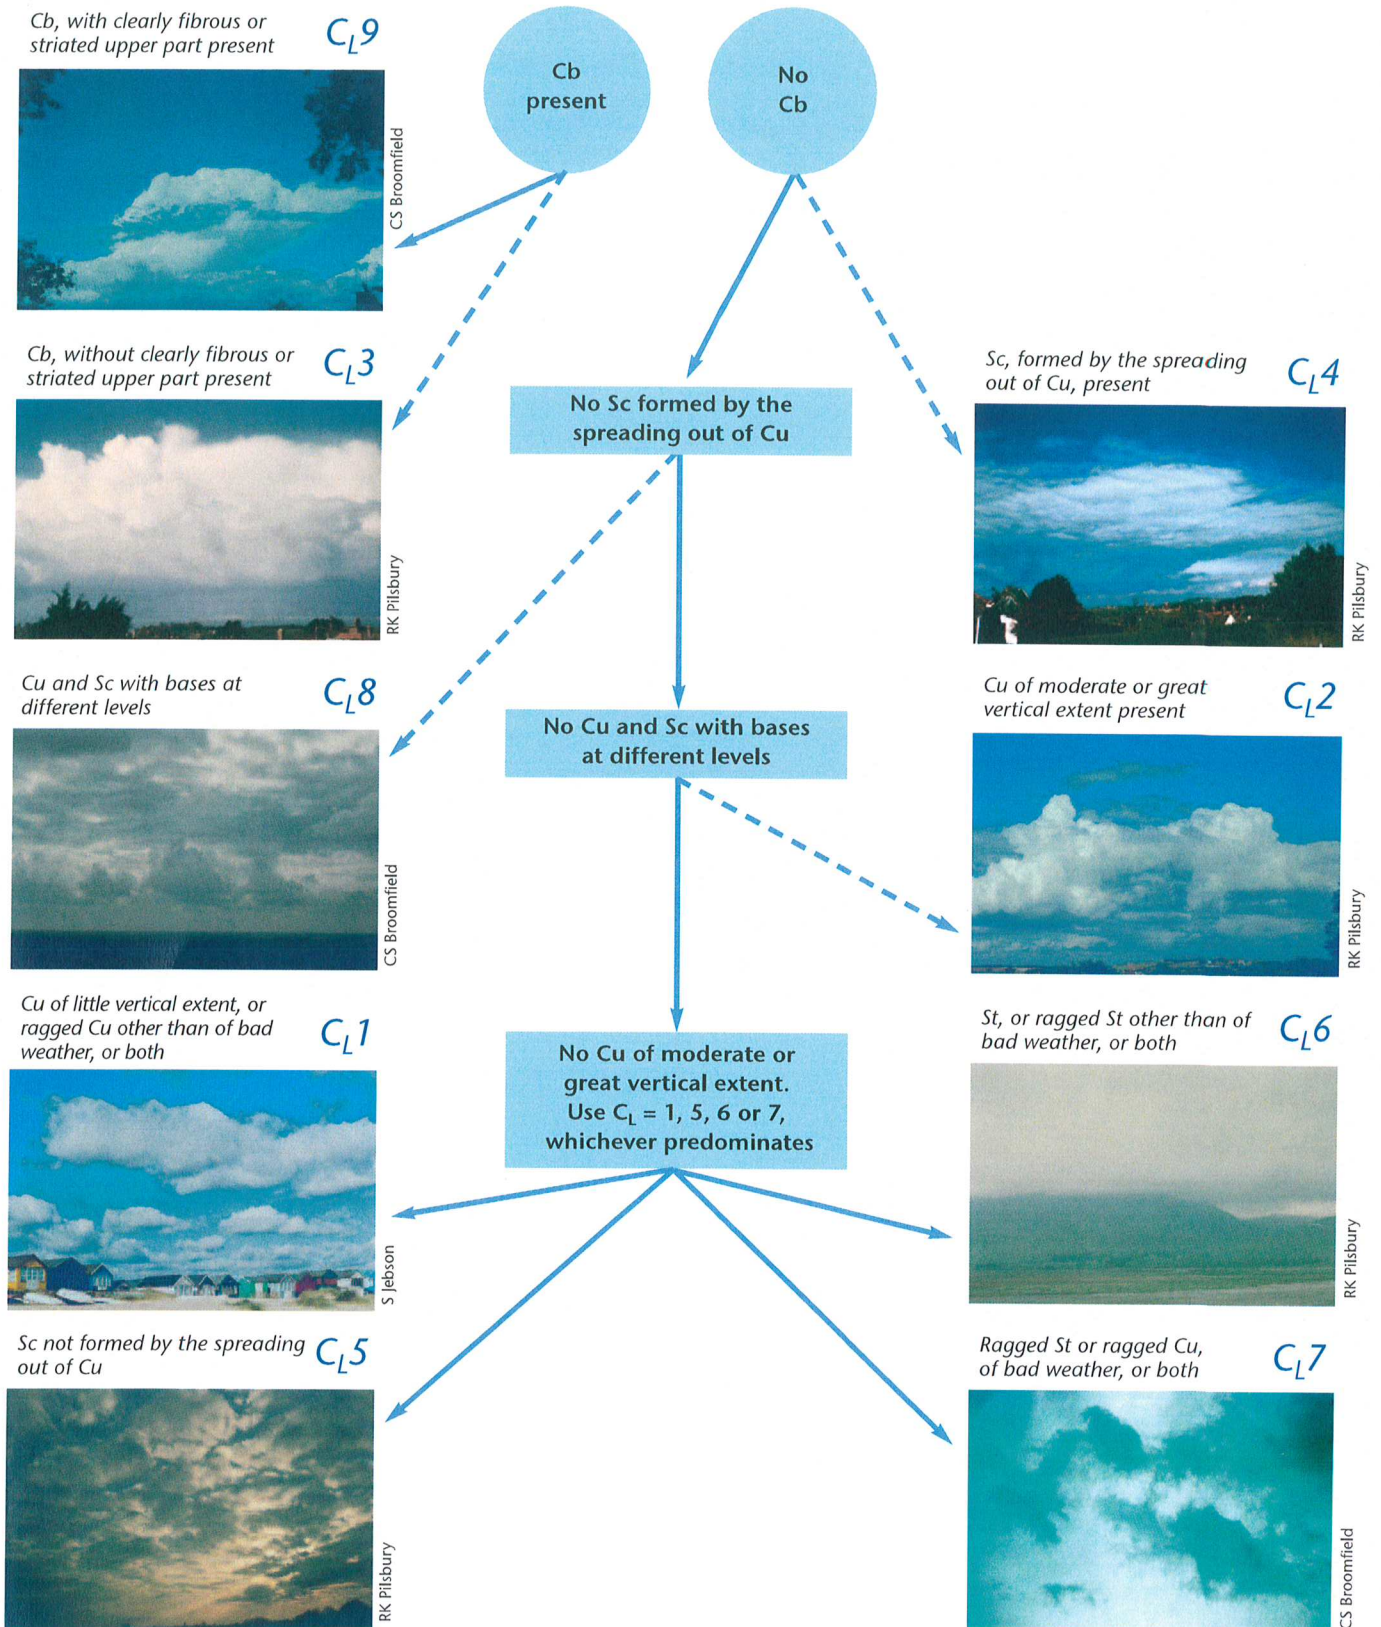 Cb, with clearly fibrous or
striated upper part present
CL9
CS Broomfield
Cb
present
No
Cb
Cb, without clearly fibrous or
striated upper part present
CL3
RK Pilsbury
No Sc formed by the
spreading out of Cu
Sc, formed by the spreading
out of Cu, present
CL4
RK Pilsbury
Cu and Sc with bases at
different levels
CL8
CS Broomfield
No Cu and Sc with bases
at different levels
Cu of moderate or great
vertical extent present
CL2
RK Pilsbury
Cu of little vertical extent, or
ragged Cu other than of bad
weather, or both
CL1
S Jebson
No Cu of moderate or
great vertical extent.
Use CL = 1, 5, 6 or 7,
whichever predominates
St, or ragged St other than of
bad weather, or both
CL6
RK Pilsbury
Sc not formed by the spreading
out of Cu
CL5
RK Pilsbury
Ragged St or ragged Cu,
of bad weather, or both
CL7
CS Broomfield